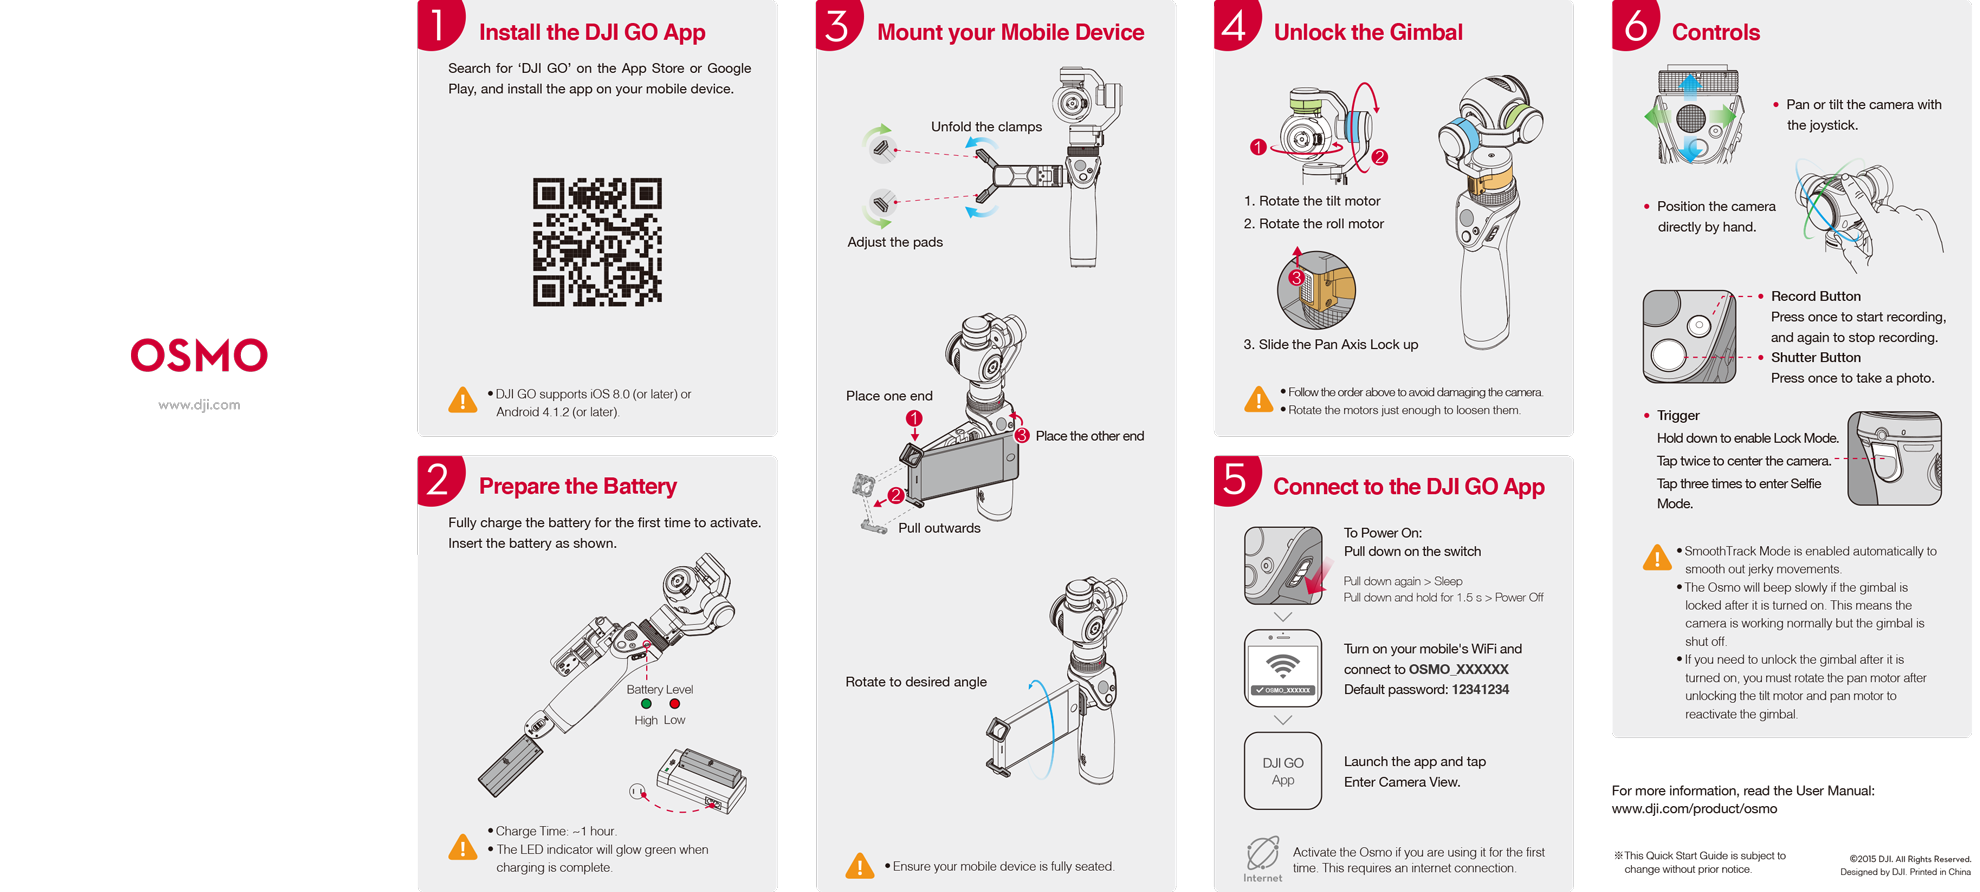 OSMO
www.dji.com
1
Install the DJI GO App
Search for ‘DJI GO’ on the App Store or Google
Play, and install the app on your mobile device.
• DJI GO supports iOS 8.0 (or later) or
Android 4.1.2 (or later).
2
Prepare the Battery
Fully charge the battery for the first time to activate.
Insert the battery as shown.
Battery Level
High Low
• Charge Time: ~1 hour.
• The LED indicator will glow green when
charging is complete.
3
Mount your Mobile Device
Unfold the clamps
Adjust the pads
Place one end
1
3 Place the other end
2
Pull outwards
Rotate to desired angle
• Ensure your mobile device is fully seated.
4
Unlock the Gimbal
1
2
1. Rotate the tilt motor
2. Rotate the roll motor
3
3. Slide the Pan Axis Lock up
• Follow the order above to avoid damaging the camera.
• Rotate the motors just enough to loosen them.
5
Connect to the DJI GO App
To Power On:
Pull down on the switch
Pull down again > Sleep
Pull down and hold for 1.5 s > Power Off
OSMO_XXXXXX
Turn on your mobile's WiFi and
connect to OSMO_XXXXXX
Default password: 12341234
DJI GO
App
Launch the app and tap
Enter Camera View.
Internet
Activate the Osmo if you are using it for the first
time. This requires an internet connection.
6
Controls
• Pan or tilt the camera with
the joystick.
• Position the camera
directly by hand.
• Record Button
Press once to start recording,
and again to stop recording.
• Shutter Button
Press once to take a photo.
• Trigger
Hold down to enable Lock Mode.
Tap twice to center the camera.
Tap three times to enter Selfie
Mode.
• SmoothTrack Mode is enabled automatically to
smooth out jerky movements.
• The Osmo will beep slowly if the gimbal is
locked after it is turned on. This means the
camera is working normally but the gimbal is
shut off.
• If you need to unlock the gimbal after it is
turned on, you must rotate the pan motor after
unlocking the tilt motor and pan motor to
reactivate the gimbal.
For more information, read the User Manual:
www.dji.com/product/osmo
※This Quick Start Guide is subject to
change without prior notice.
©2015 DJI. All Rights Reserved.
Designed by DJI. Printed in China